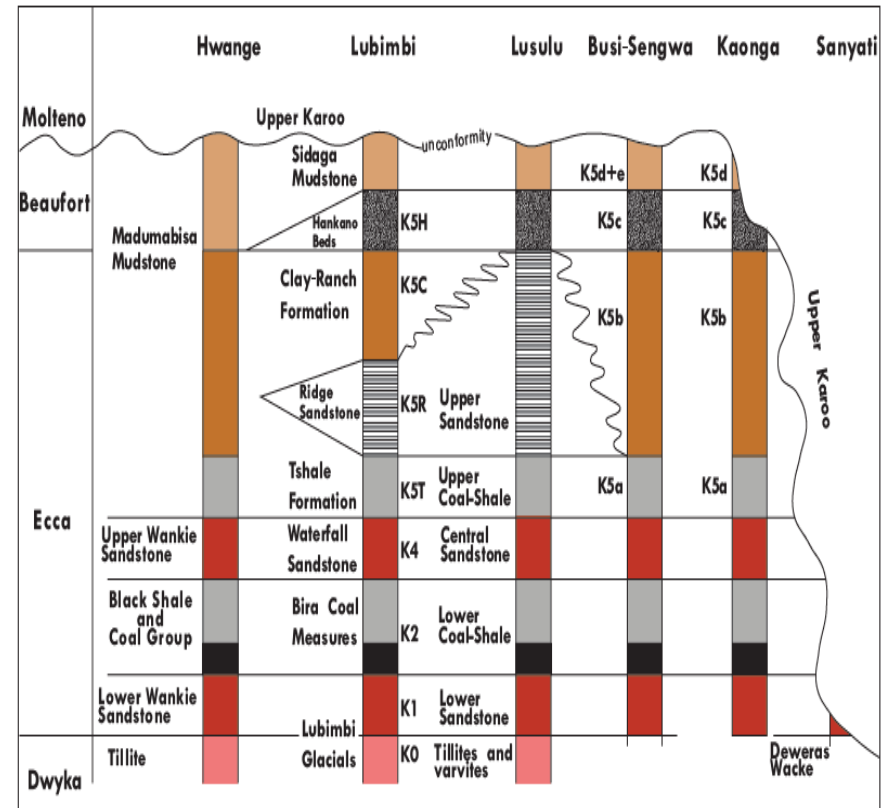 Hwange Lubimbi Lusulu Busi-Sengwa Kaonga Sanyati
Molteno
Upper Karoo
unconformity
Sidaga
Mudstone
K5d+e
K5d
Beaufort
Madumabisa
Mudstone
Hankano
Beds
K5H
K5c
K5c
Clay-Ranch
Formation
K5C
K5b
K5b
Upper Karoo
Ridge
Sandstone
K5R
Upper
Sandstone
Ecca
Tshale
Formation
K5T
Upper
Coal-Shale
K5a
K5a
Upper Wankie
Sandstone
Waterfall
Sandstone
K4
Central
Sandstone
Black Shale
and
Coal Group
Bira Coal
Measures
K2
Lower
Coal-Shale
Lower Wankie
Sandstone
K1
Lower
Sandstone
Dwyka
Tillite
Lubimbi
Glacials
K0
Tillites and
varvites
Deweras
Wacke